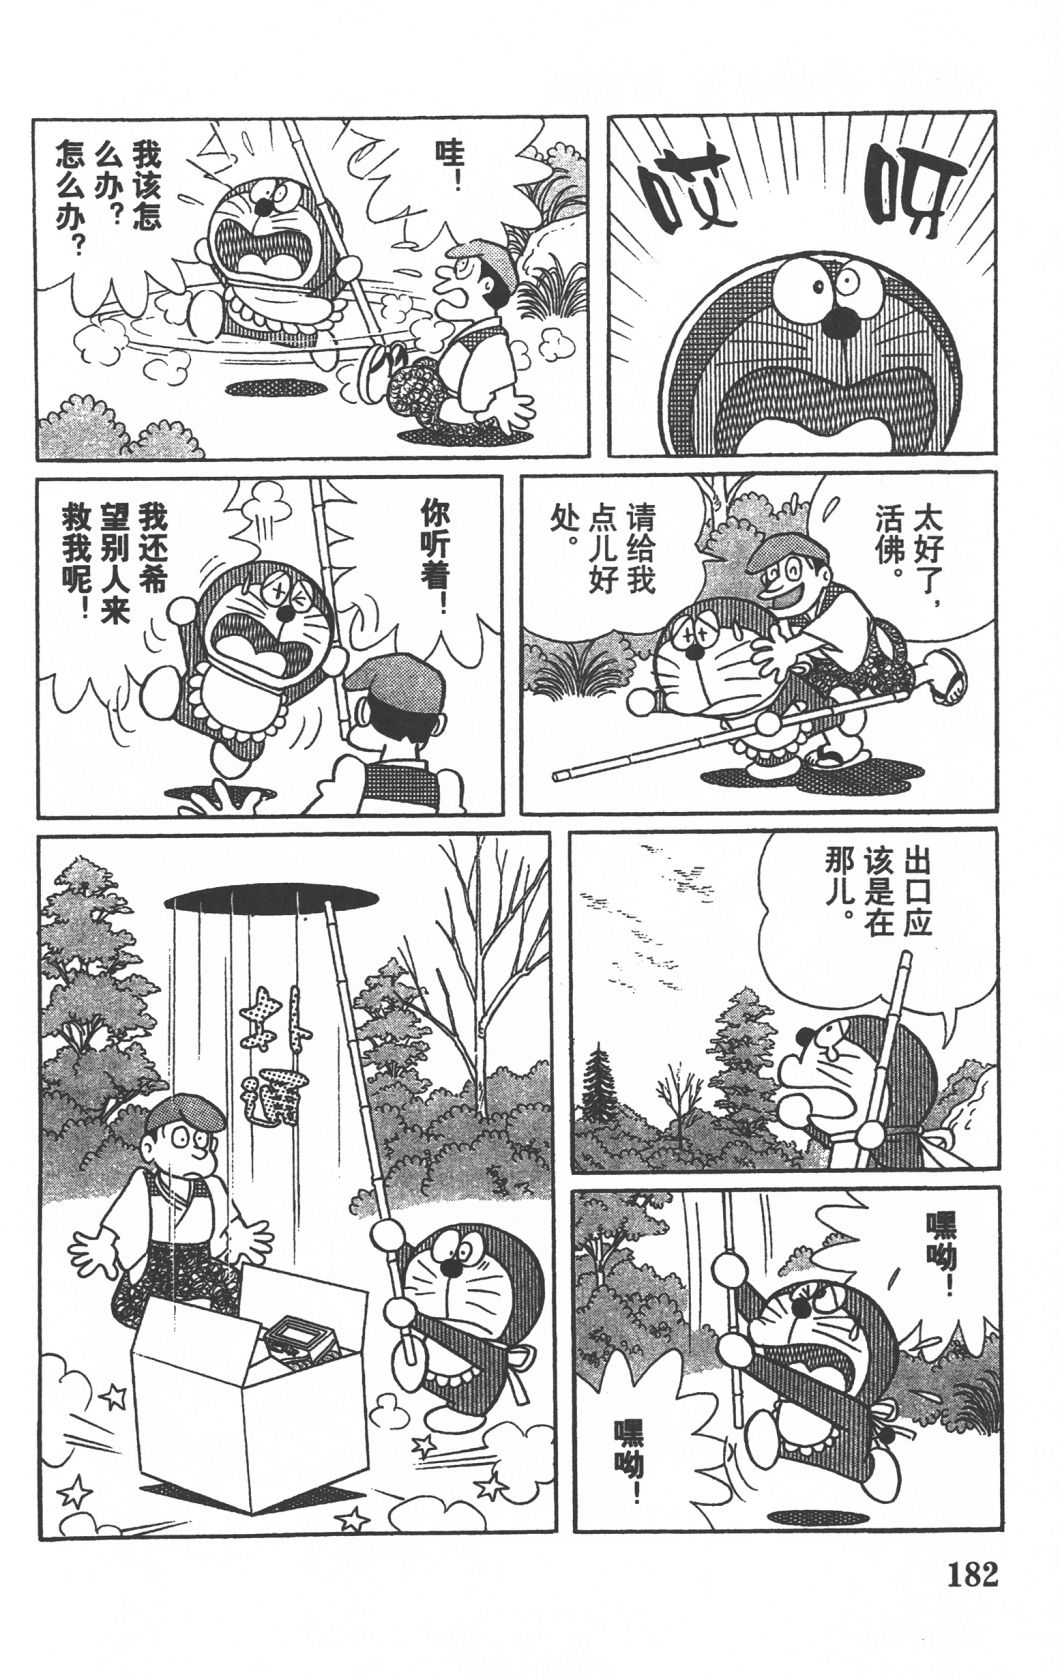 哎呀
哇！
我该怎
么办？
怎么办？
太好了，
活佛。
请给我
点儿好
处。
你听着！
我还希
望别人来
救我呢！
出口应
该是在
那儿。
嘿呦！
嘿呦！
182